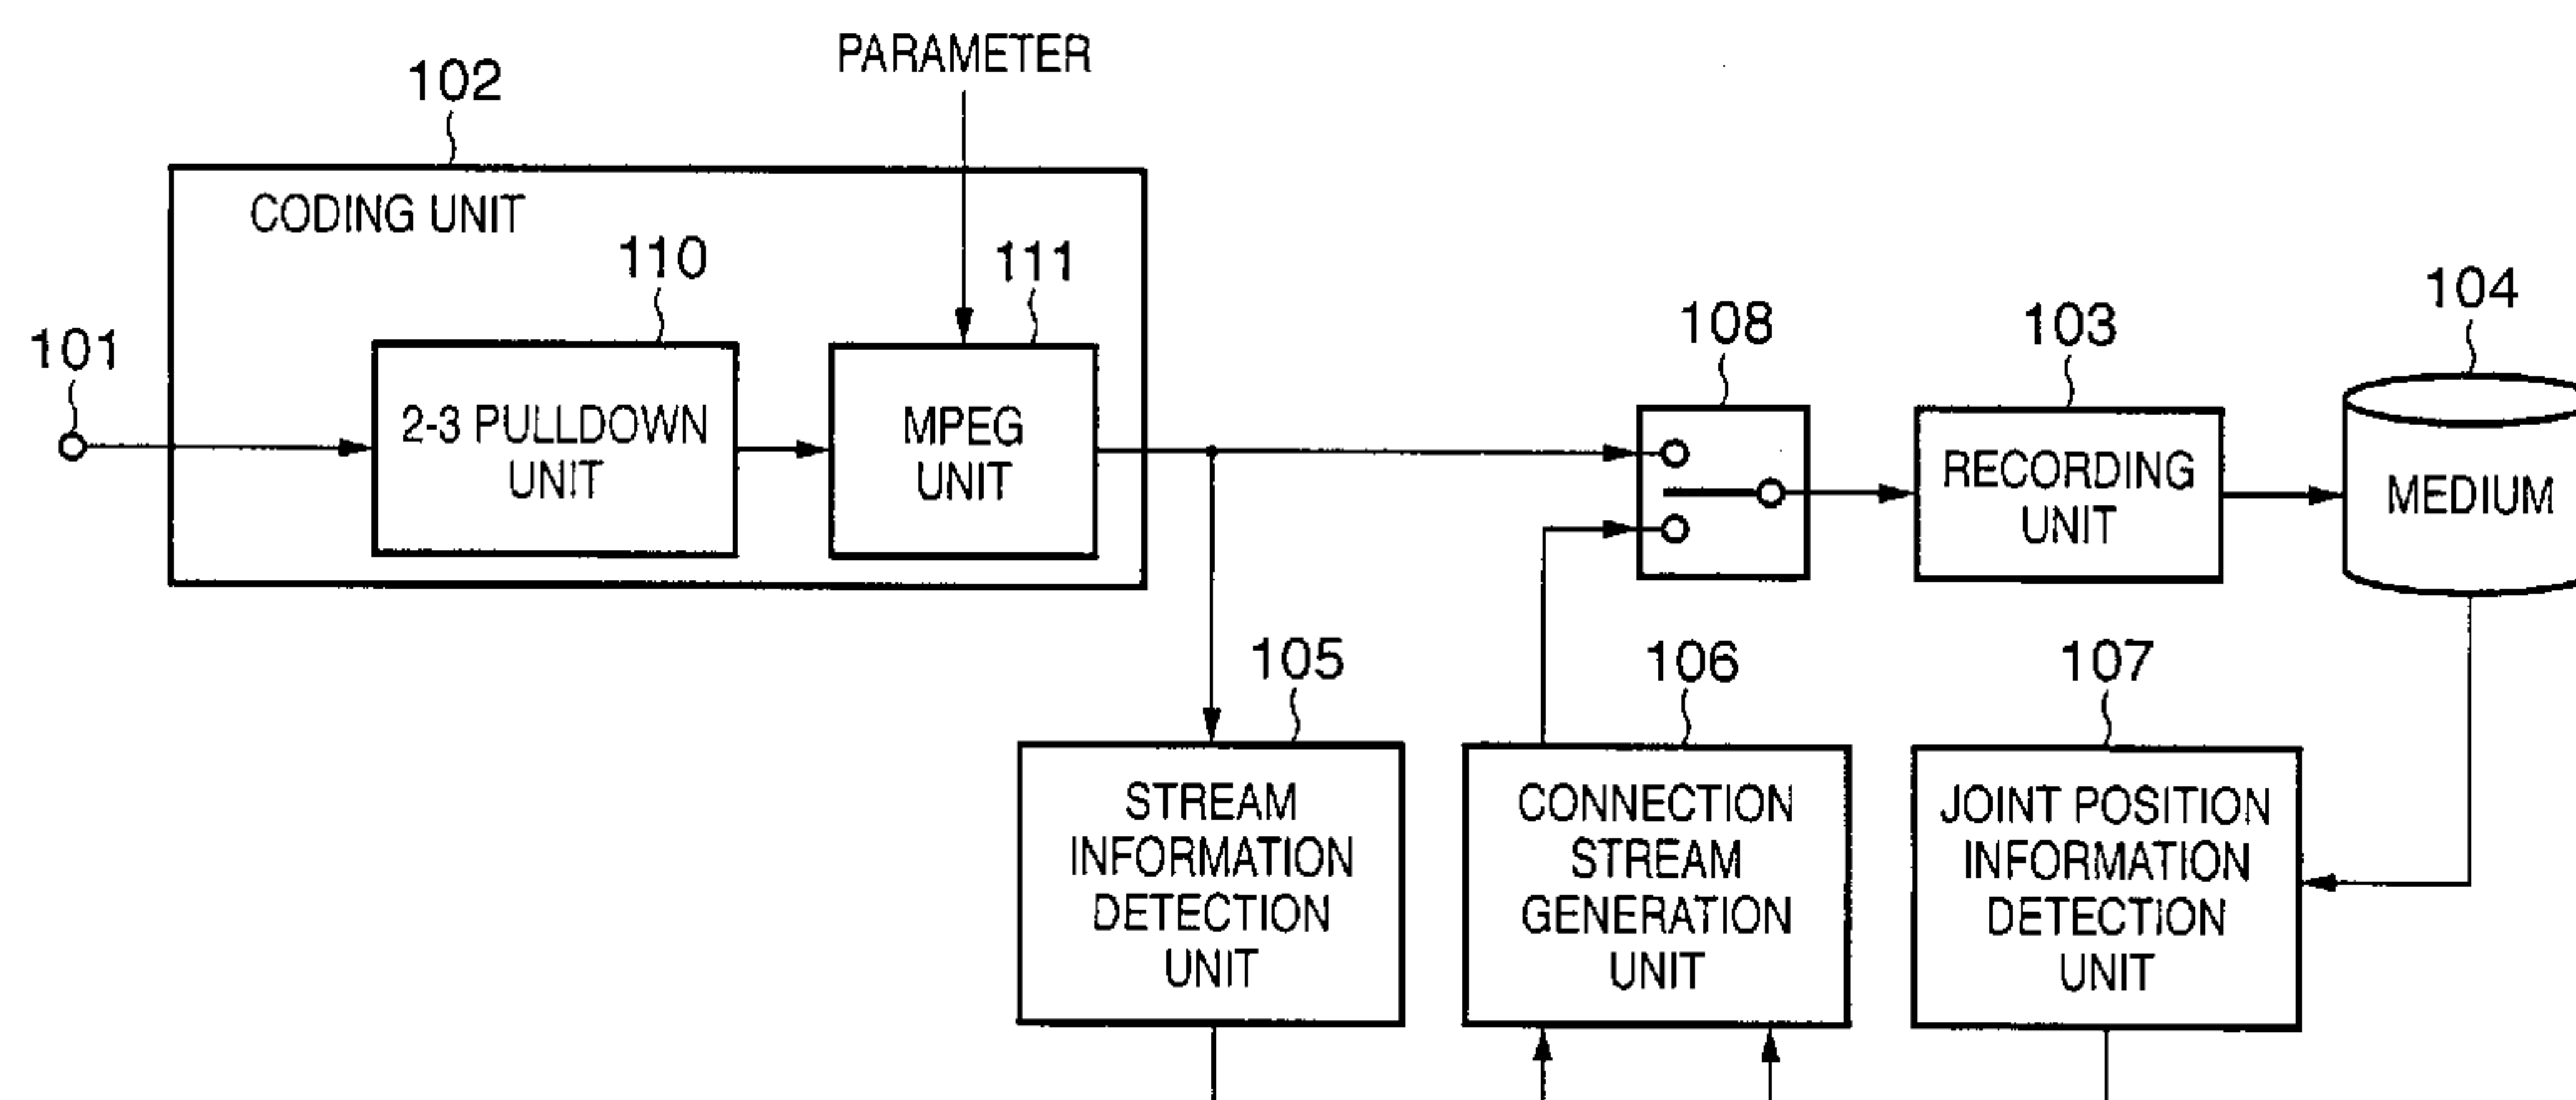 PARAMETER
102
CODING UNIT
110
111
101
2-3 PULLDOWN
UNIT
MPEG
UNIT
108
103
104
RECORDING
UNIT
MEDIUM
105
106
107
STREAM
INFORMATION
DETECTION
UNIT
CONNECTION
STREAM
GENERATION
UNIT
JOINT POSITION
INFORMATION
DETECTION
UNIT